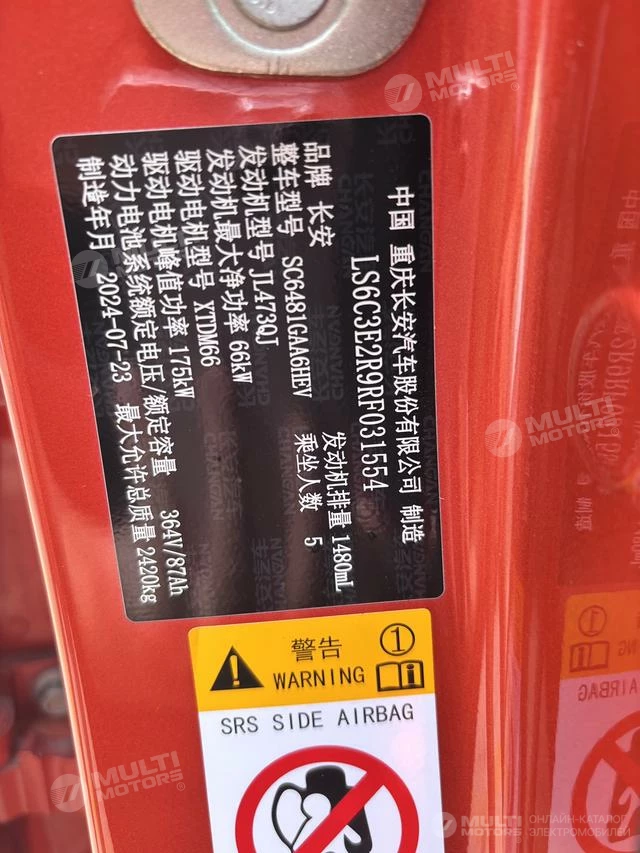 中国 重庆长安汽车股份有限公司 制造
LS6C3E2R9RF031554
品牌 长安
整车型号 SC6481GAA6HEV 乘坐人数 5
发动机型号 JL473QJ 发动机排量 1480mL
发动机最大净功率 66kW
驱动电机型号 XTDM66
驱动电机峰值功率 175kW
动力电池系统额定电压/额定容量 364V/87Ah
制造年月 2024-07-23 最大允许总质量 2420kg
警告
WARNING
SRS SIDE AIRBAG
MULTI MOTORS®
MULTI MOTORS®
MULTI MOTORS®
MULTI MOTORS®
MULTI MOTORS
ОНЛАЙН-КАТАЛОГ
ЭЛЕКТРОМОБИЛЕЙ